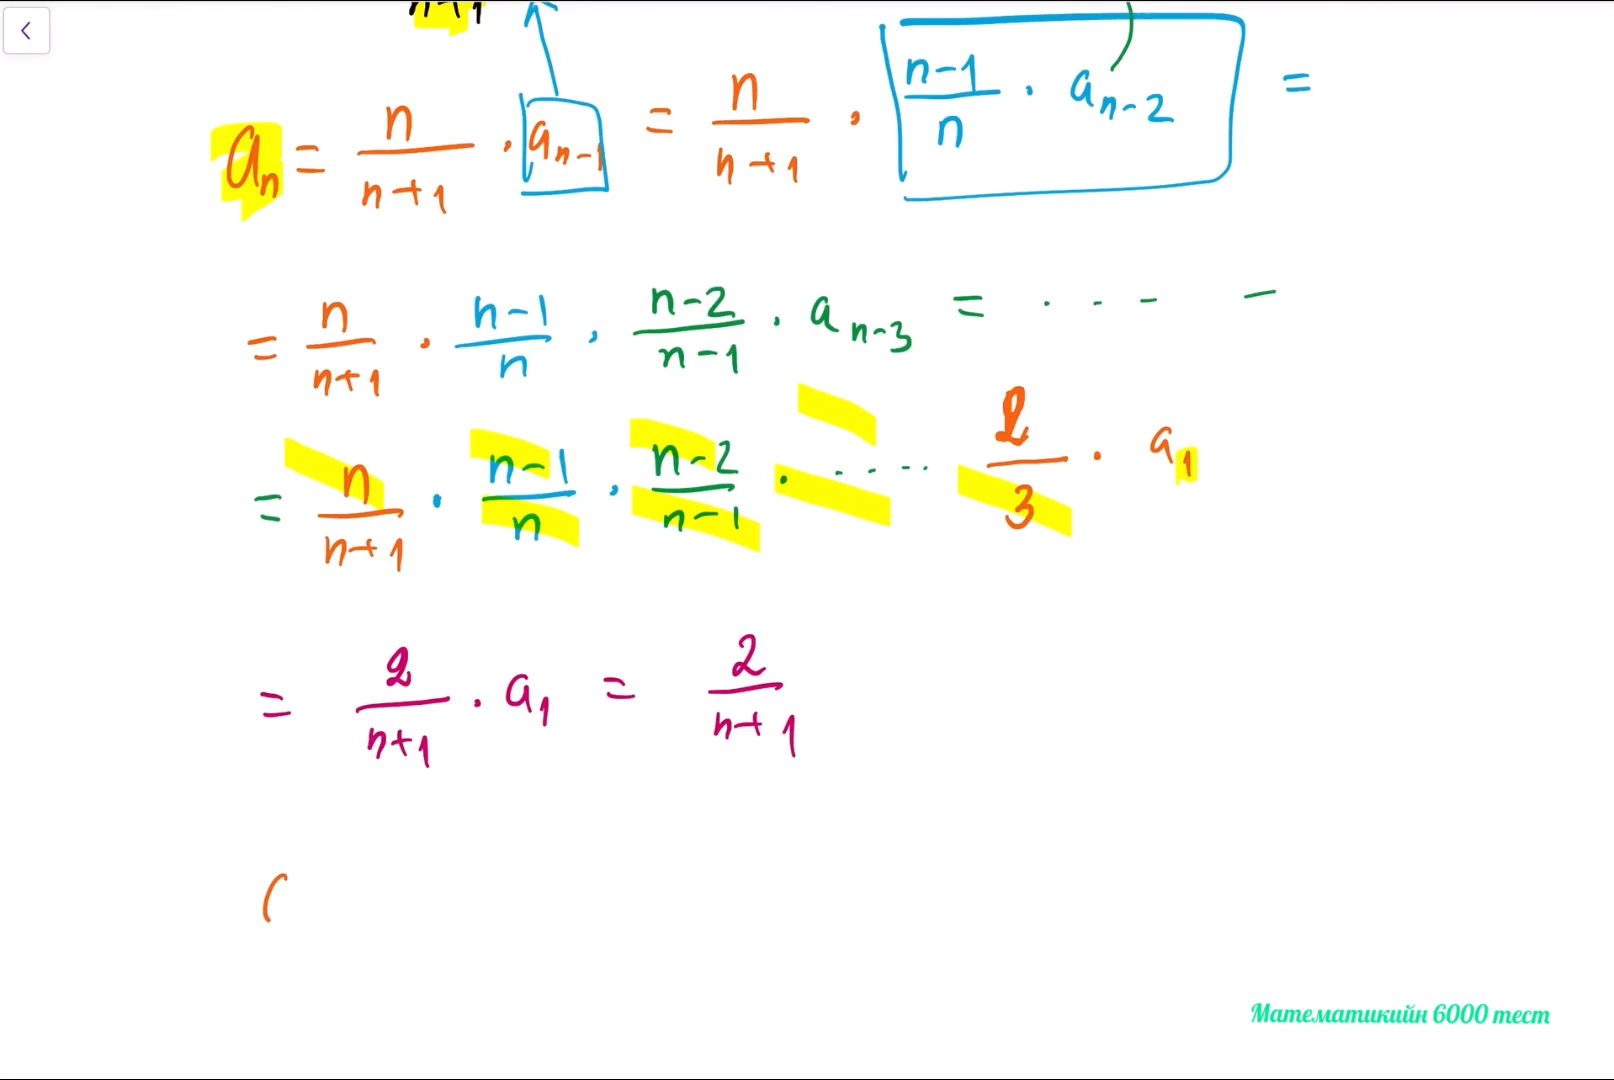 n+1
aₙ = n/(n+1) · aₙ₋₁ = n/(n+1) · (n-1)/n · aₙ₋₂ =
= n/(n+1) · (n-1)/n · (n-2)/(n-1) · aₙ₋₃ = · · - -
= n/(n+1) · (n-1)/n · (n-2)/(n-1) · · · · · 2/3 · a₁
= 2/(n+1) · a₁ = 2/(n+1)
(
Математикийн 6000 тест